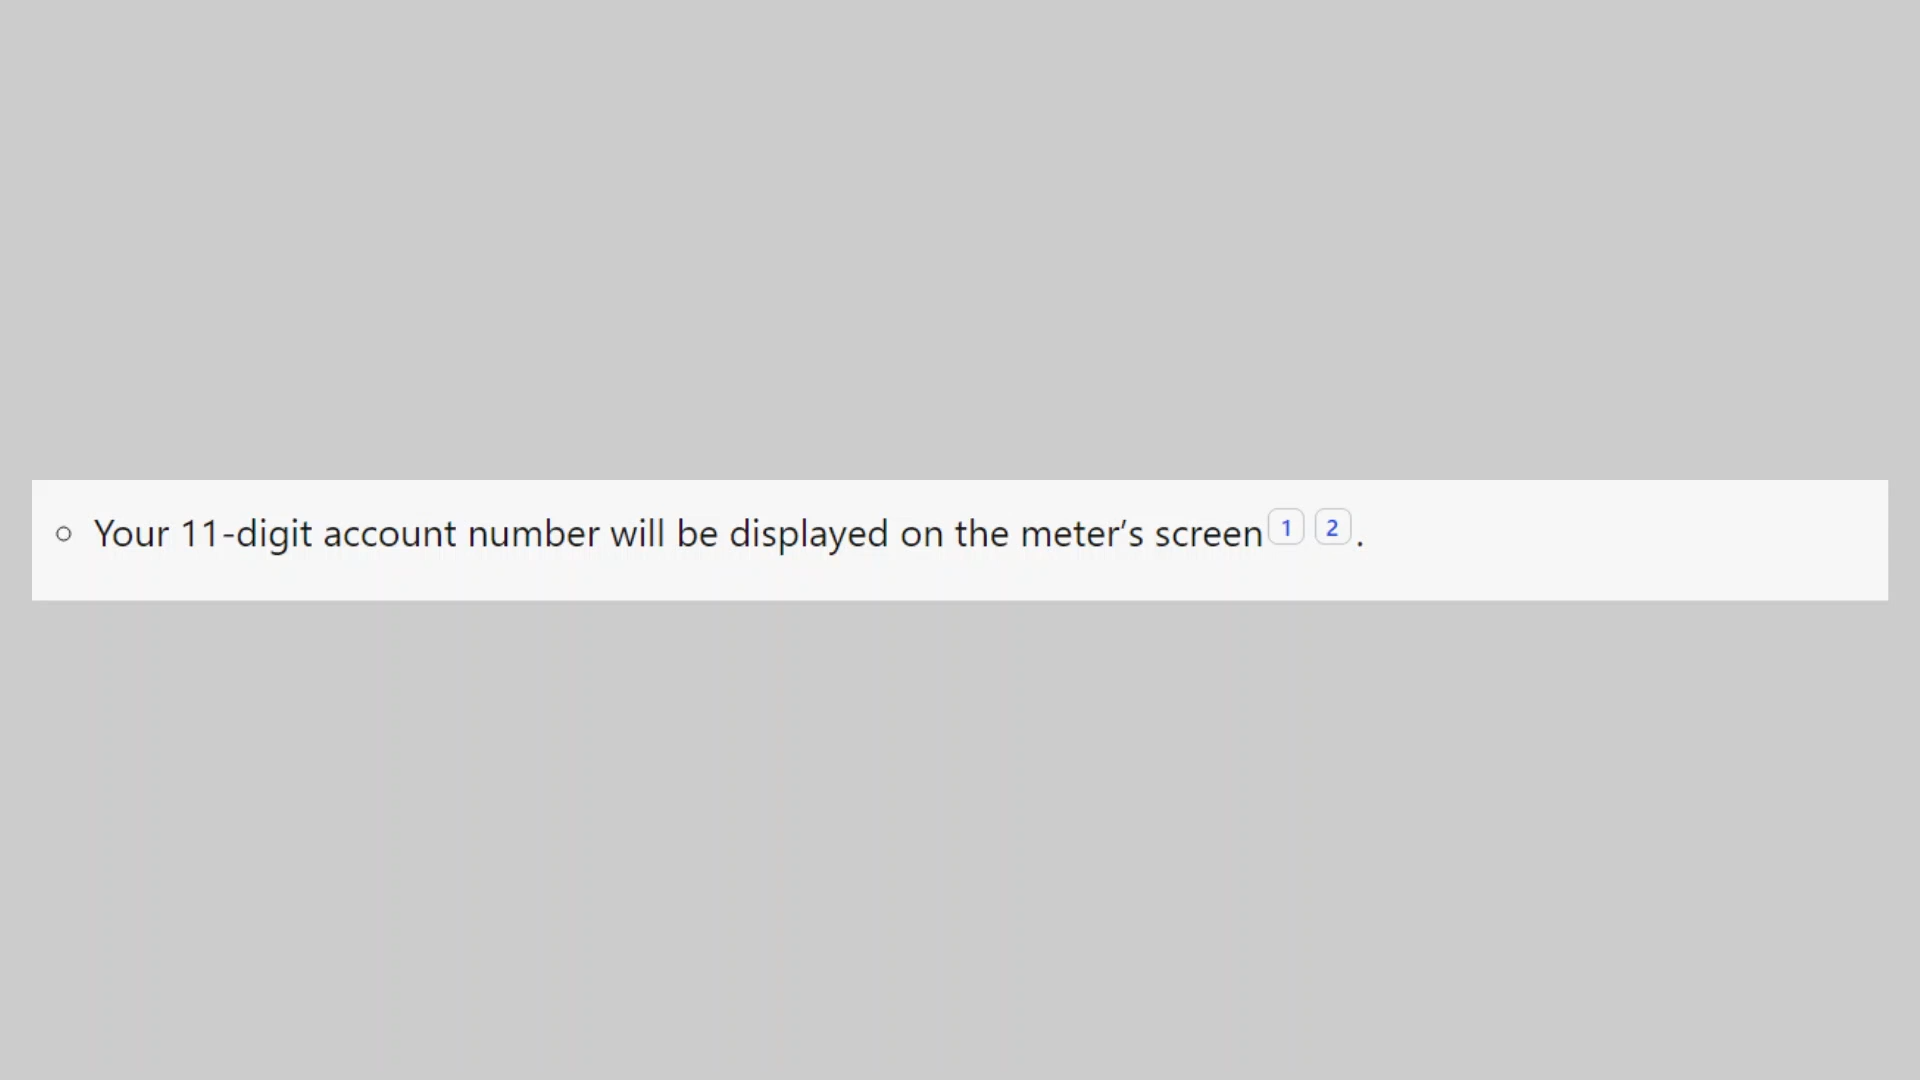 ◦ Your 11-digit account number will be displayed on the meter’s screen 1 2 .